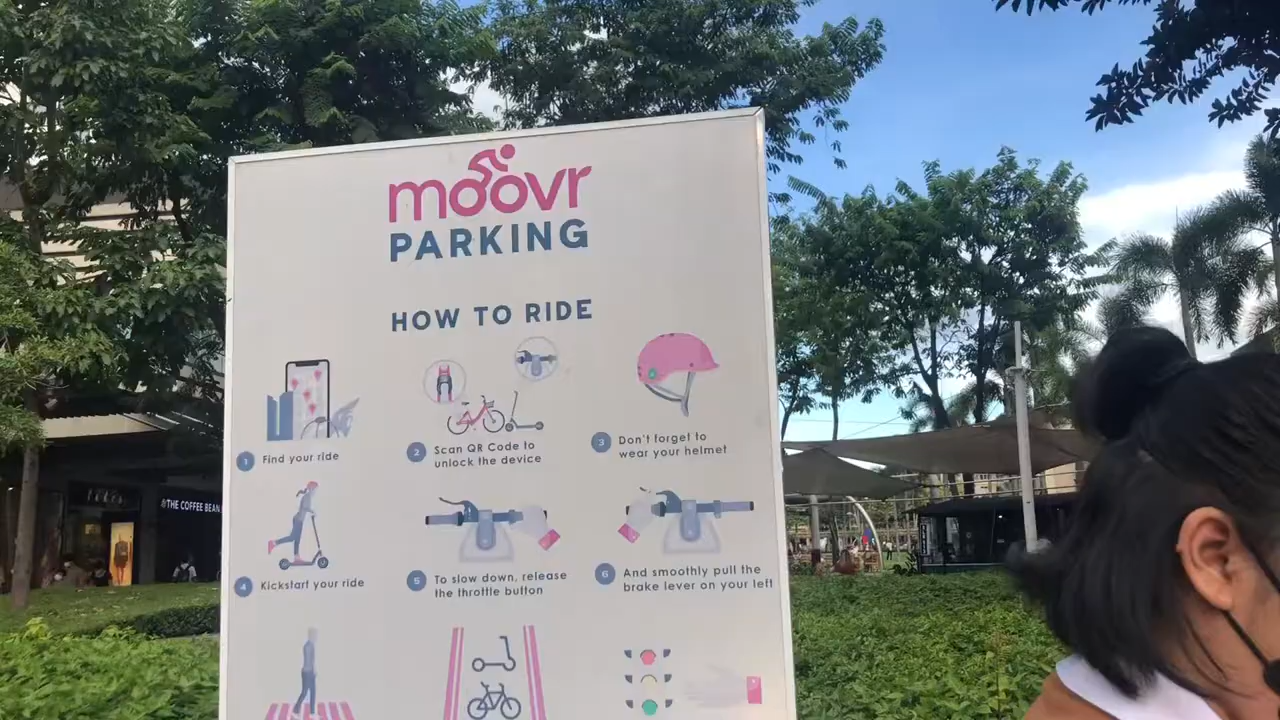 moovr
PARKING
HOW TO RIDE
1 Find your ride
2 Scan QR Code to
unlock the device
3 Don't forget to
wear your helmet
4 Kickstart your ride
5 To slow down, release
the throttle button
6 And smoothly pull the
brake lever on your left
THE COFFEE BEAN